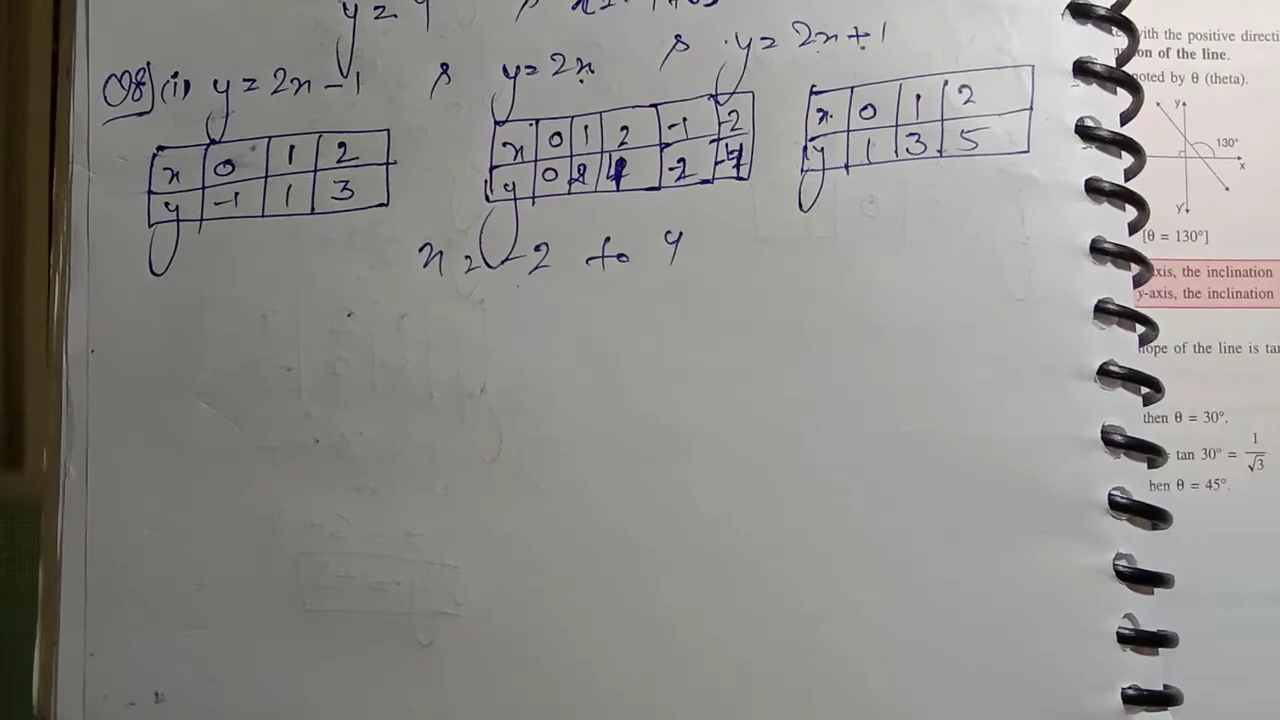 y = 4
Q8] (i) y = 2x - 1 , y = 2x , y = 2x + 1
x 0 1 2
y -1 1 3
x 0 1 2 -1 2
y 0 2 4 -2
x 0 1 2
y 1 3 5
x = -2 to 4
with the positive directi
on of the line.
noted by θ (theta).
y
130°
x
y'
[θ = 130°]
xis, the inclination
y-axis, the inclination
lope of the line is tan
then θ = 30°.
tan 30° = 1/√3
hen θ = 45°.